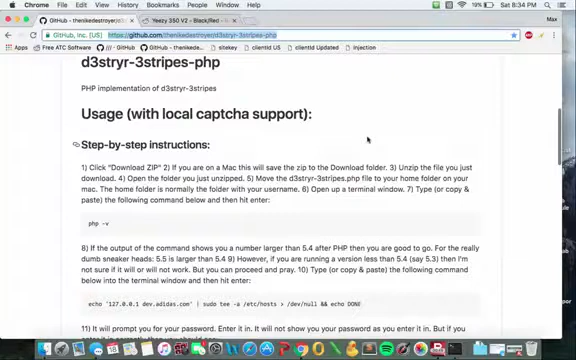 Chrome File Edit View History Bookmarks People Window Help 19% Sat 8:34 PM
GitHub - thenikedestroyer/d3s Yeezy 350 V2 - Black/Red Max
GitHub, Inc. [US] https://github.com/thenikedestroyer/d3stryr-3stripes-php
Apps Free ATC Software GitHub GitHub - thenikedest sitekey clientId US clientId Updated injection
d3stryr-3stripes-php
PHP implementation of d3stryr-3stripes
Usage (with local captcha support):
Step-by-step instructions:
1) Click "Download ZIP" 2) If you are on a Mac this will save the zip to the Download folder. 3) Unzip the file you just
download. 4) Open the folder you just unzipped. 5) Move the d3stryr-3stripes.php file to your home folder on your
mac. The home folder is normally the folder with your username. 6) Open up a terminal window. 7) Type (or copy &
paste) the following command below and then hit enter:
php -v
8) If the output of the command shows you a number larger than 5.4 after PHP then you are good to go. For the really
dumb sneaker heads: 5.5 is larger than 5.4 9) However, if you are running a version less than 5.4 (say 5.3) then I'm
not sure if it will or will not work. But you can proceed and pray. 10) Type (or copy & paste) the following command
below into the terminal window and then hit enter:
echo '127.0.0.1 dev.adidas.com' | sudo tee -a /etc/hosts > /dev/null && echo DONE
11) It will prompt you for your password. Enter it in. It will not show you your password as you enter it in. But if you